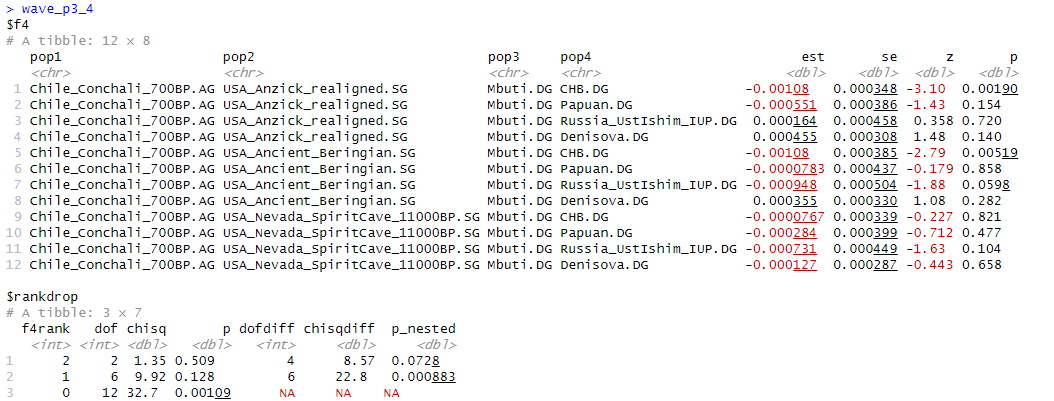 > wave_p3_4
$f4
# A tibble: 12 × 8
   pop1                      pop2                                pop3     pop4                          est       se      z       p
   <chr>                     <chr>                               <chr>    <chr>                       <dbl>    <dbl>  <dbl>   <dbl>
 1 Chile_Conchali_700BP.AG USA_Anzick_realigned.SG Mbuti.DG CHB.DG -0.00108 0.000348 -3.10 0.00190
 2 Chile_Conchali_700BP.AG USA_Anzick_realigned.SG Mbuti.DG Papuan.DG -0.000551 0.000386 -1.43 0.154
 3 Chile_Conchali_700BP.AG USA_Anzick_realigned.SG Mbuti.DG Russia_UstIshim_IUP.DG 0.000164 0.000458 0.358 0.720
 4 Chile_Conchali_700BP.AG USA_Anzick_realigned.SG Mbuti.DG Denisova.DG 0.000455 0.000308 1.48 0.140
 5 Chile_Conchali_700BP.AG USA_Ancient_Beringian.SG Mbuti.DG CHB.DG -0.00108 0.000385 -2.79 0.00519
 6 Chile_Conchali_700BP.AG USA_Ancient_Beringian.SG Mbuti.DG Papuan.DG -0.0000783 0.000437 -0.179 0.858
 7 Chile_Conchali_700BP.AG USA_Ancient_Beringian.SG Mbuti.DG Russia_UstIshim_IUP.DG -0.000948 0.000504 -1.88 0.0598
 8 Chile_Conchali_700BP.AG USA_Ancient_Beringian.SG Mbuti.DG Denisova.DG 0.000355 0.000330 1.08 0.282
 9 Chile_Conchali_700BP.AG USA_Nevada_SpiritCave_11000BP.SG Mbuti.DG CHB.DG -0.0000767 0.000339 -0.227 0.821
10 Chile_Conchali_700BP.AG USA_Nevada_SpiritCave_11000BP.SG Mbuti.DG Papuan.DG -0.000284 0.000399 -0.712 0.477
11 Chile_Conchali_700BP.AG USA_Nevada_SpiritCave_11000BP.SG Mbuti.DG Russia_UstIshim_IUP.DG -0.000731 0.000449 -1.63 0.104
12 Chile_Conchali_700BP.AG USA_Nevada_SpiritCave_11000BP.SG Mbuti.DG Denisova.DG -0.000127 0.000287 -0.443 0.658
$rankdrop
# A tibble: 3 × 7
  f4rank   dof chisq       p dofdiff chisqdiff  p_nested
   <int> <int> <dbl>   <dbl>   <int>     <dbl>     <dbl>
1      2     2  1.35 0.509         4      8.57  0.0728
2      1     6  9.92 0.128         6     22.8   0.000883
3      0    12 32.7  0.00109      NA     NA    NA